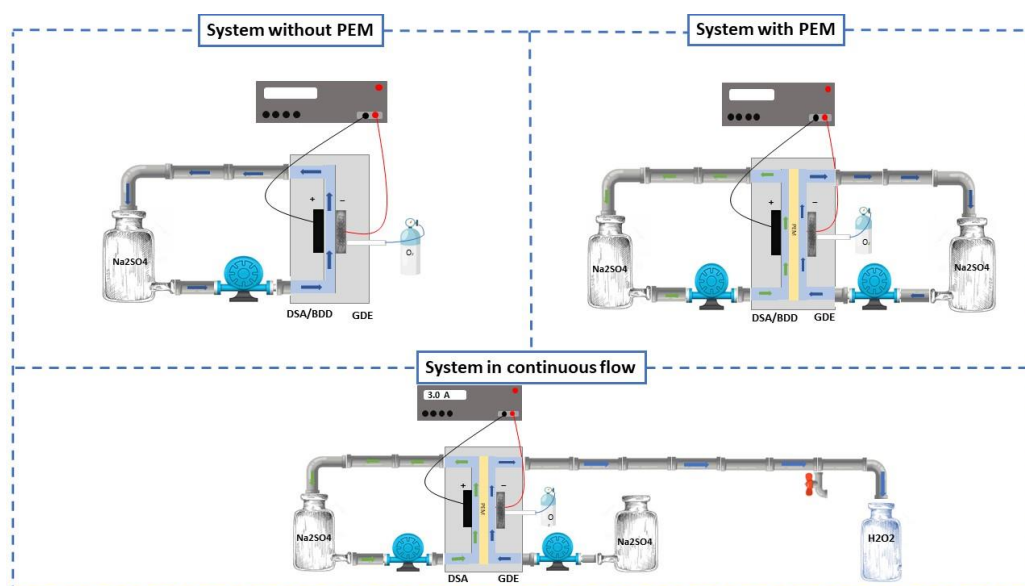 System without PEM
System with PEM
+
−
O₂
Na2SO4
DSA/BDD
GDE
+
−
PEM
Na2SO4
Na2SO4
DSA/BDD
GDE
System in continuous flow
3.0 A
+
−
PEM
O
Na2SO4
Na2SO4
H2O2
DSA
GDE